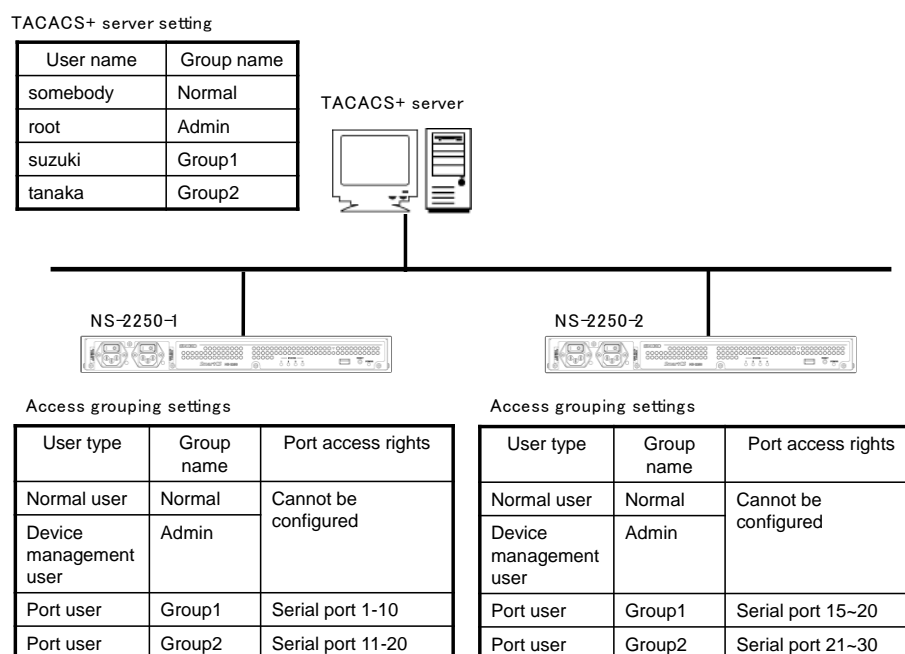 TACACS+ server setting
User name Group name
somebody Normal
root Admin
suzuki Group1
tanaka Group2
TACACS+ server
NS-2250-1
NS-2250-2
Access grouping settings
User type Group name Port access rights
Normal user Normal Cannot be configured
Device management user Admin
Port user Group1 Serial port 1-10
Port user Group2 Serial port 11-20
Access grouping settings
User type Group name Port access rights
Normal user Normal Cannot be configured
Device management user Admin
Port user Group1 Serial port 15~20
Port user Group2 Serial port 21~30